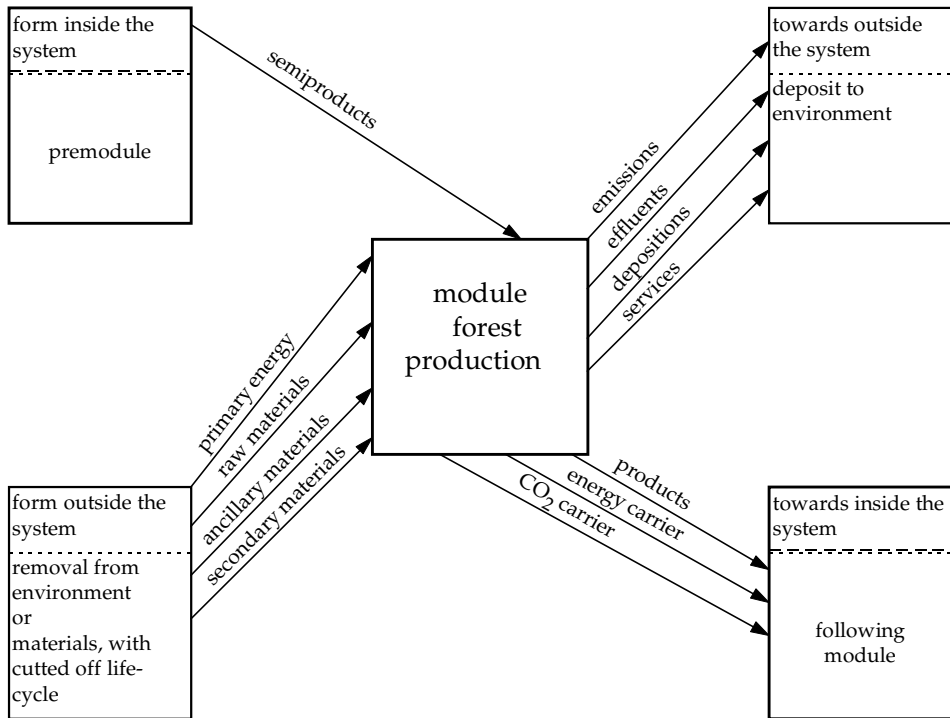 form inside the
system
premodule
semiproducts
towards outside
the system
deposit to
environment
emissions
effluents
depositions
services
module
forest
production
primary energy
raw materials
ancillary materials
secondary materials
form outside the
system
removal from
environment
or
materials, with
cutted off life-
cycle
products
energy carrier
CO2 carrier
towards inside the
system
following
module